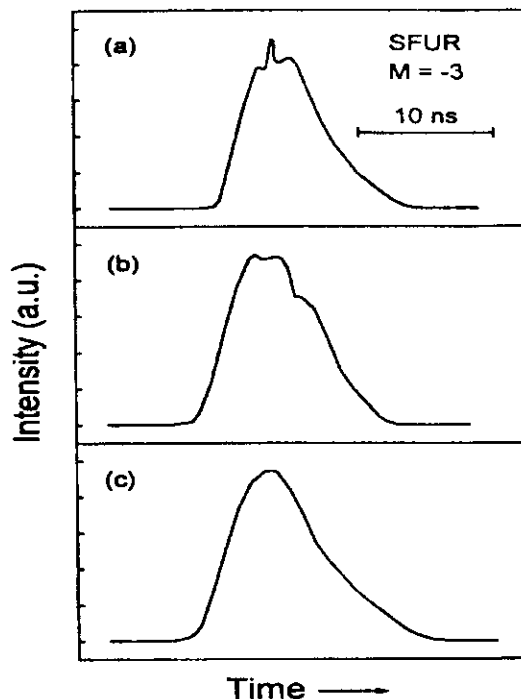 (a)
SFUR
M = -3
10 ns
(b)
(c)
Intensity (a.u.)
Time